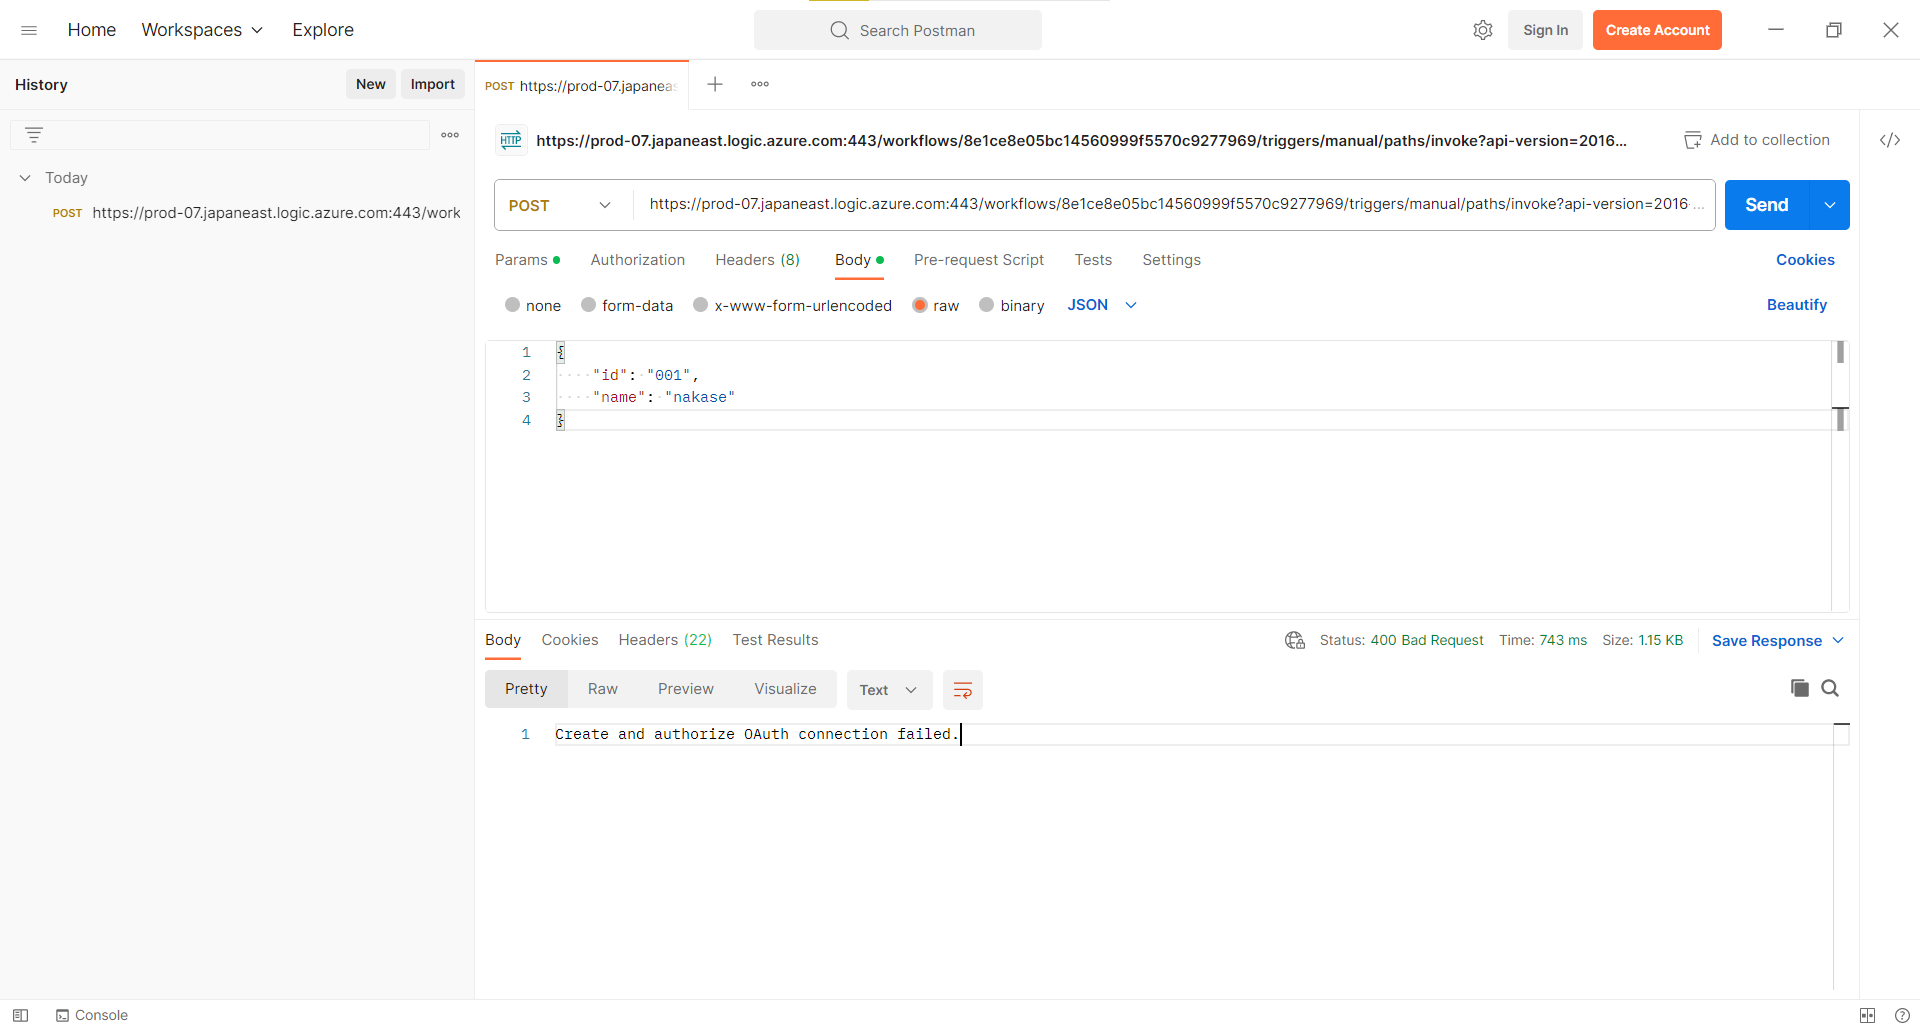 Home Workspaces Explore Search Postman Sign In Create Account
History New Import
POST https://prod-07.japaneas
HTTP https://prod-07.japaneast.logic.azure.com:443/workflows/8e1ce8e05bc14560999f5570c9277969/triggers/manual/paths/invoke?api-version=2016... Add to collection </>
Today
POST https://prod-07.japaneast.logic.azure.com:443/work
POST https://prod-07.japaneast.logic.azure.com:443/workflows/8e1ce8e05bc14560999f5570c9277969/triggers/manual/paths/invoke?api-version=2016 ... Send
Params Authorization Headers (8) Body Pre-request Script Tests Settings Cookies
none form-data x-www-form-urlencoded raw binary JSON Beautify
1 {
2 "id": "001",
3 "name": "nakase"
4 }
Body Cookies Headers (22) Test Results Status: 400 Bad Request Time: 743 ms Size: 1.15 KB Save Response
Pretty Raw Preview Visualize Text
1 Create and authorize OAuth connection failed.
Console